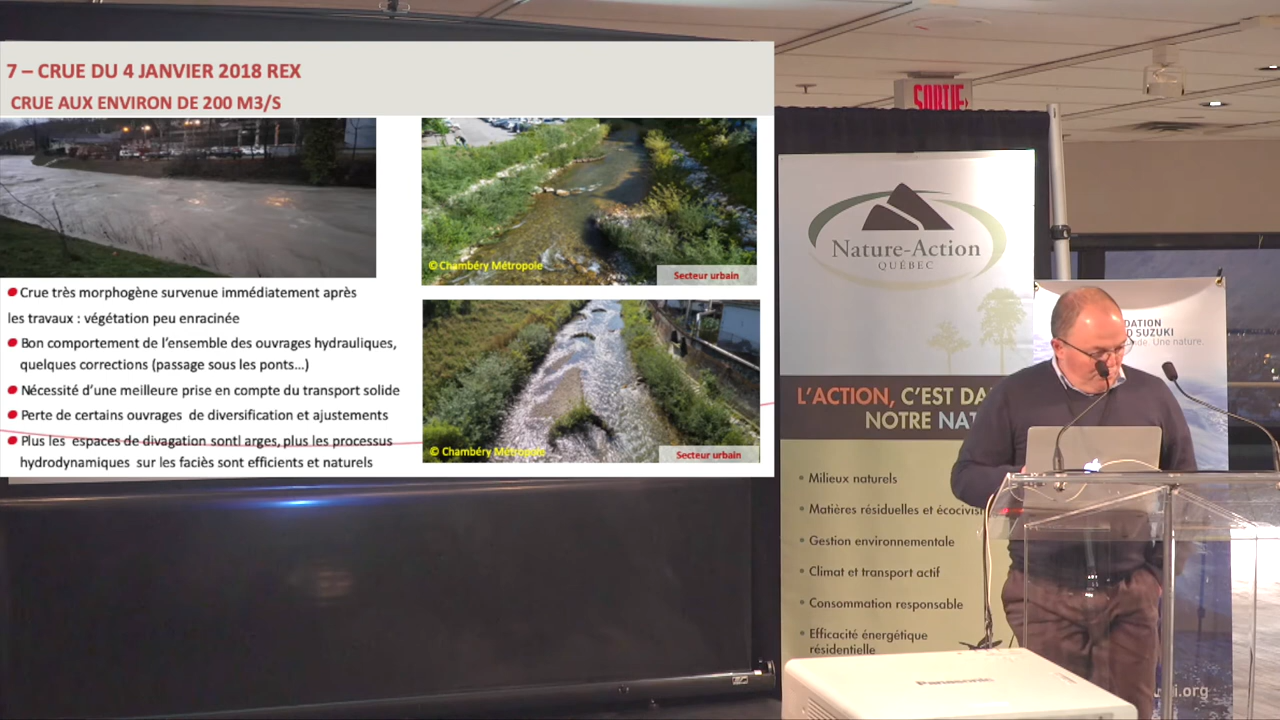 7 – CRUE DU 4 JANVIER 2018 REX
CRUE AUX ENVIRON DE 200 M3/S
© Chambéry Métropole
Secteur urbain
Crue très morphogène survenue immédiatement après
les travaux : végétation peu enracinée
Bon comportement de l'ensemble des ouvrages hydrauliques,
quelques corrections (passage sous les ponts…)
Nécessité d'une meilleure prise en compte du transport solide
Perte de certains ouvrages de diversification et ajustements
Plus les espaces de divagation sontl arges, plus les processus
hydrodynamiques sur les faciès sont efficients et naturels
© Chambéry Métropole
Secteur urbain
SORTIE
Nature-Action
QUÉBEC
L'ACTION, C'EST DA
NOTRE NAT
• Milieux naturels
• Matières résiduelles et écocivis
• Gestion environnementale
• Climat et transport actif
• Consommation responsable
• Efficacité énergétique
résidentielle
DATION
SUZUKI
Une nature.
i.org
Panasonic